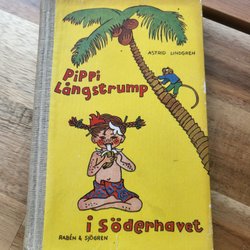 ASTRID LINDGREN
PiPPi
LÅNGSTRUMP
i SÖDERHAVET
RABÉN & SJÖGREN